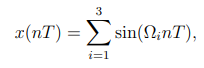 x(nT) = \sum_{i=1}^{3} \sin(\Omega_i nT),